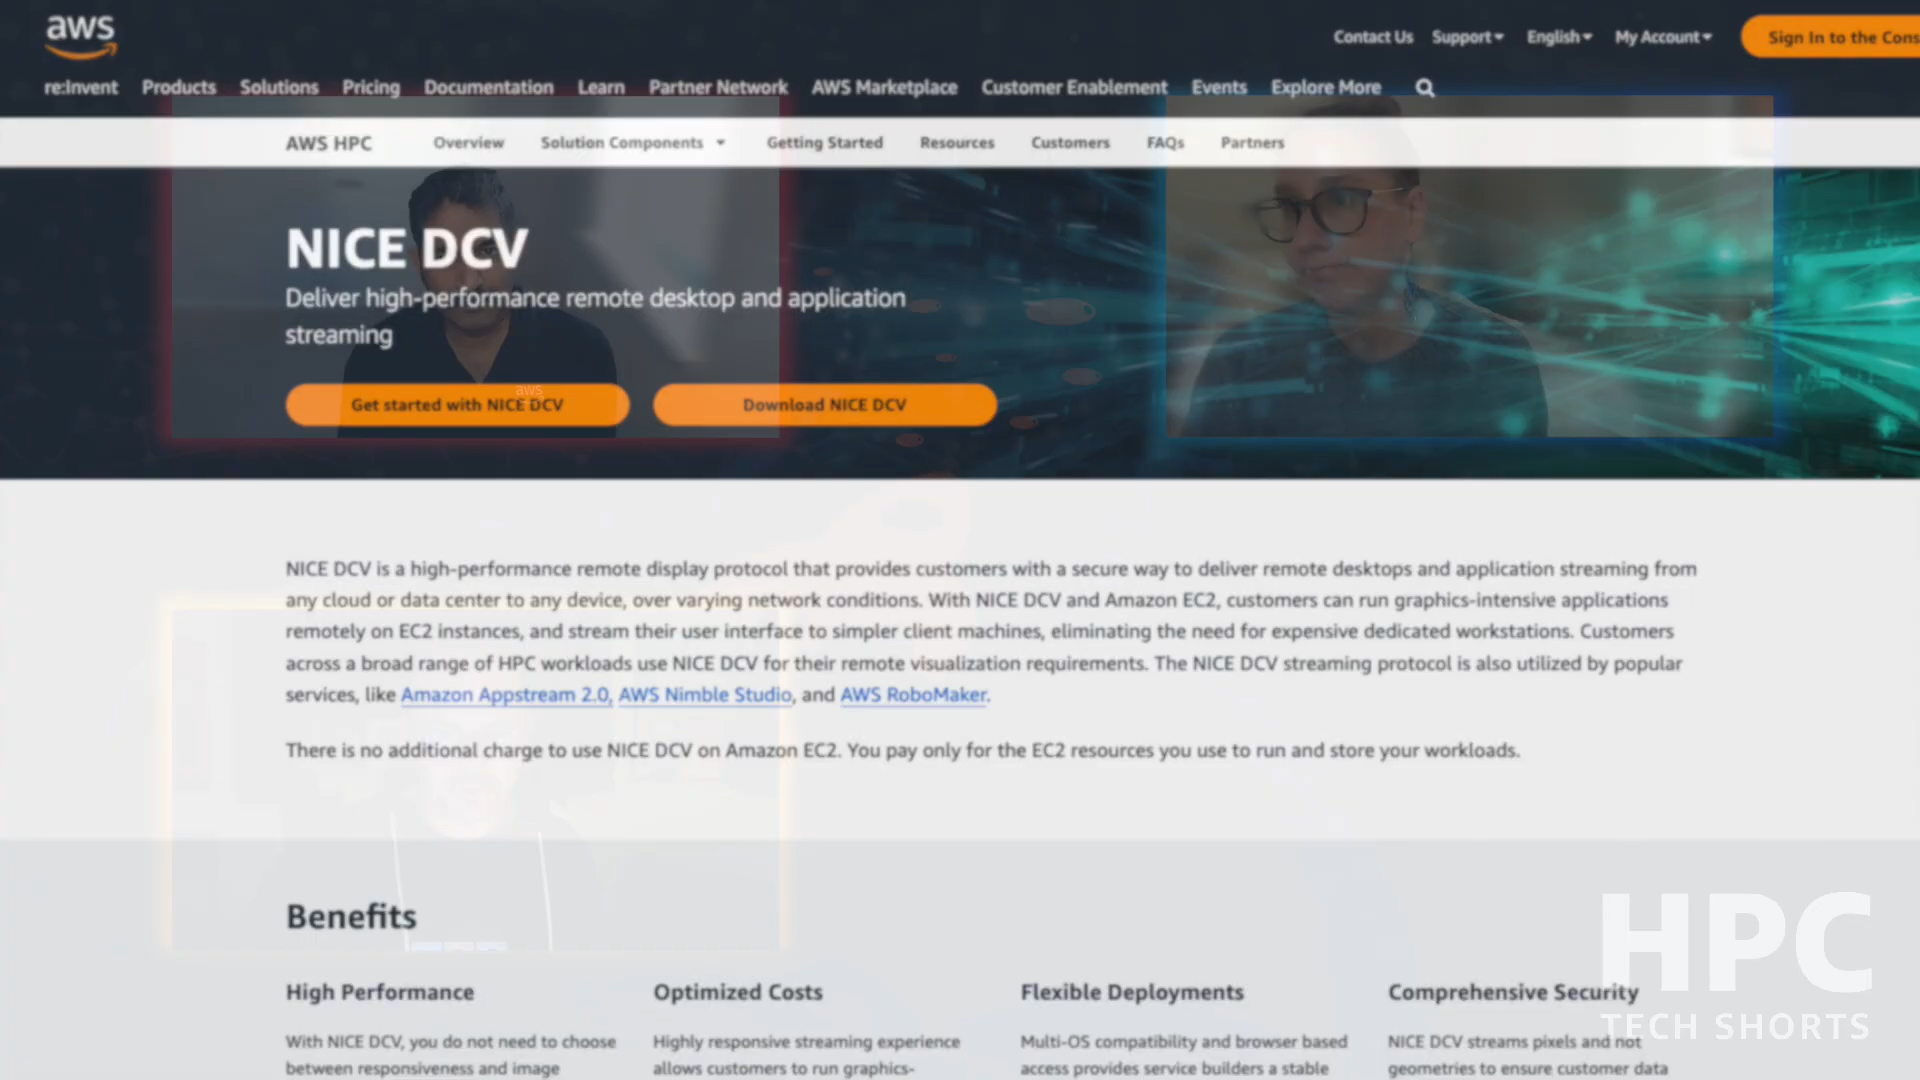 aws
Contact Us Support English My Account Sign In to the Cons
re:Invent Products Solutions Pricing Documentation Learn Partner Network AWS Marketplace Customer Enablement Events Explore More
AWS HPC Overview Solution Components Getting Started Resources Customers FAQs Partners
NICE DCV
Deliver high-performance remote desktop and application
streaming
aws
Get started with NICE DCV Download NICE DCV
NICE DCV is a high-performance remote display protocol that provides customers with a secure way to deliver remote desktops and application streaming from
any cloud or data center to any device, over varying network conditions. With NICE DCV and Amazon EC2, customers can run graphics-intensive applications
remotely on EC2 instances, and stream their user interface to simpler client machines, eliminating the need for expensive dedicated workstations. Customers
across a broad range of HPC workloads use NICE DCV for their remote visualization requirements. The NICE DCV streaming protocol is also utilized by popular
services, like Amazon Appstream 2.0, AWS Nimble Studio, and AWS RoboMaker.
There is no additional charge to use NICE DCV on Amazon EC2. You pay only for the EC2 resources you use to run and store your workloads.
Benefits
High Performance Optimized Costs Flexible Deployments Comprehensive Security
With NICE DCV, you do not need to choose Highly responsive streaming experience Multi-OS compatibility and browser based NICE DCV streams pixels and not
between responsiveness and image allows customers to run graphics- access provides service builders a stable geometries to ensure customer data
HPC
TECH SHORTS